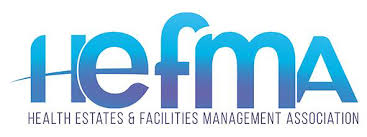 Hefma
HEALTH ESTATES & FACILITIES MANAGEMENT ASSOCIATION